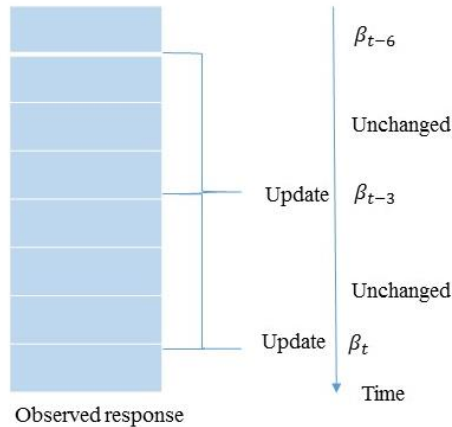 β_{t−6}
Unchanged
Update β_{t−3}
Unchanged
Update β_t
Time
Observed response